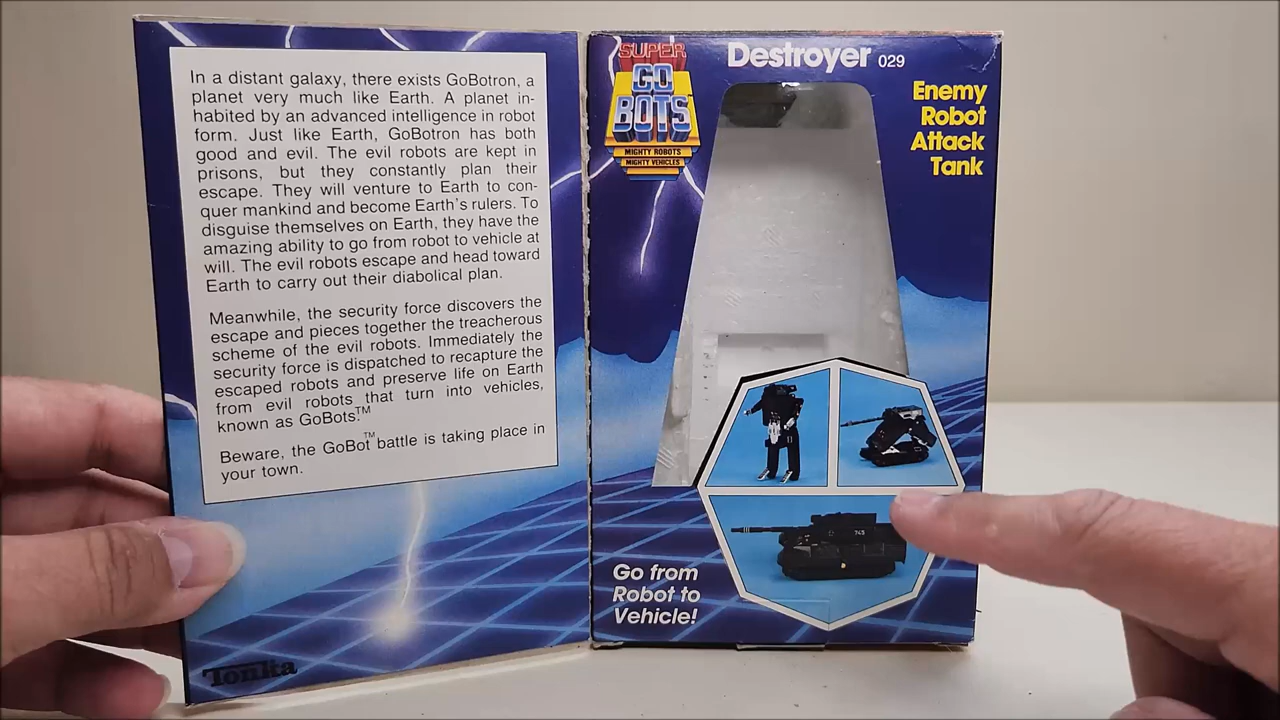 In a distant galaxy, there exists GoBotron, a
planet very much like Earth. A planet in-
habited by an advanced intelligence in robot
form. Just like Earth, GoBotron has both
good and evil. The evil robots are kept in
prisons, but they constantly plan their
escape. They will venture to Earth to con-
quer mankind and become Earth's rulers. To
disguise themselves on Earth, they have the
amazing ability to go from robot to vehicle at
will. The evil robots escape and head toward
Earth to carry out their diabolical plan.
Meanwhile, the security force discovers the
escape and pieces together the treacherous
scheme of the evil robots. Immediately the
security force is dispatched to recapture the
escaped robots and preserve life on Earth
from evil robots that turn into vehicles,
known as GoBots.™
Beware, the GoBot™ battle is taking place in
your town.
Tonka
SUPER
GO
BOTS
MIGHTY ROBOTS
MIGHTY VEHICLES
Destroyer 029
Enemy
Robot
Attack
Tank
745
Go from
Robot to
Vehicle!